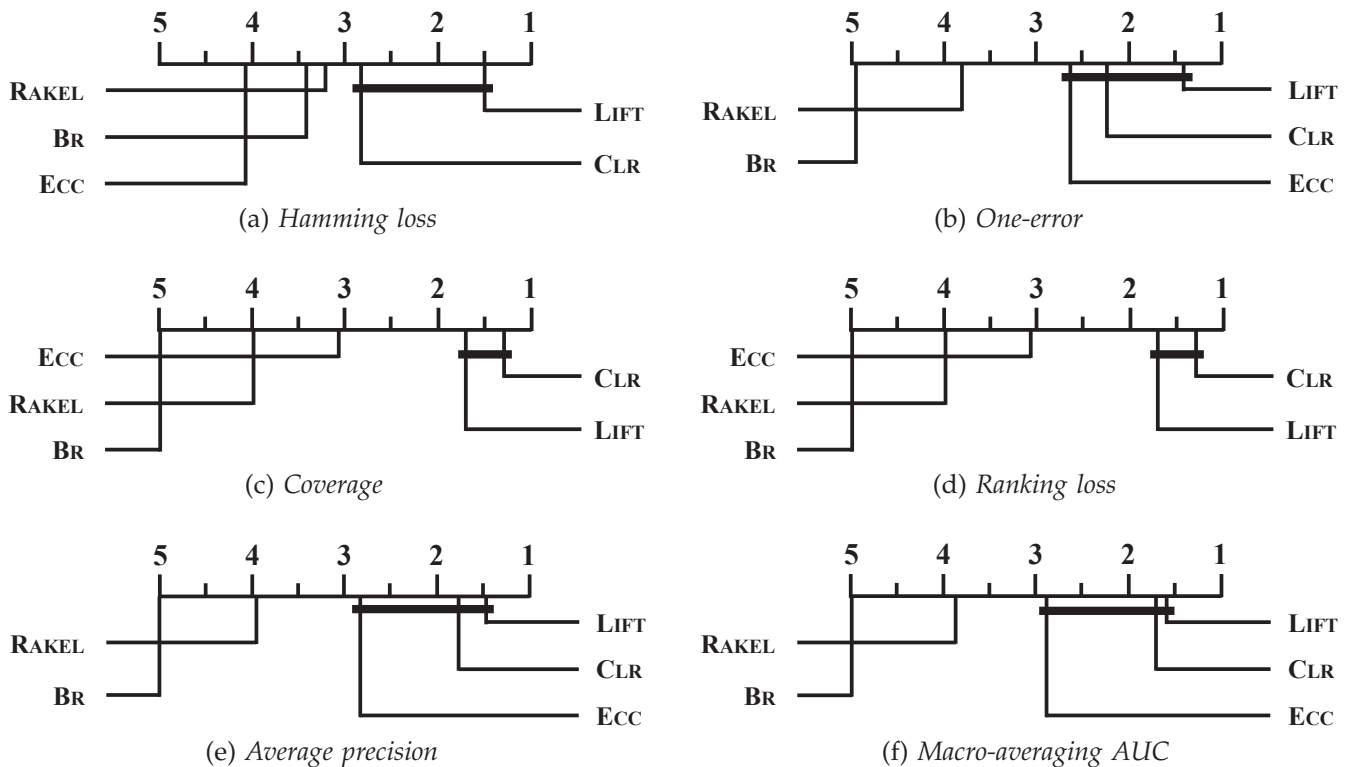 5 4 3 2 1
RAKEL
BR
ECC
LIFT
CLR
(a) Hamming loss
5 4 3 2 1
RAKEL
BR
LIFT
CLR
ECC
(b) One-error
5 4 3 2 1
ECC
RAKEL
BR
CLR
LIFT
(c) Coverage
5 4 3 2 1
ECC
RAKEL
BR
CLR
LIFT
(d) Ranking loss
5 4 3 2 1
RAKEL
BR
LIFT
CLR
ECC
(e) Average precision
5 4 3 2 1
RAKEL
BR
LIFT
CLR
ECC
(f) Macro-averaging AUC